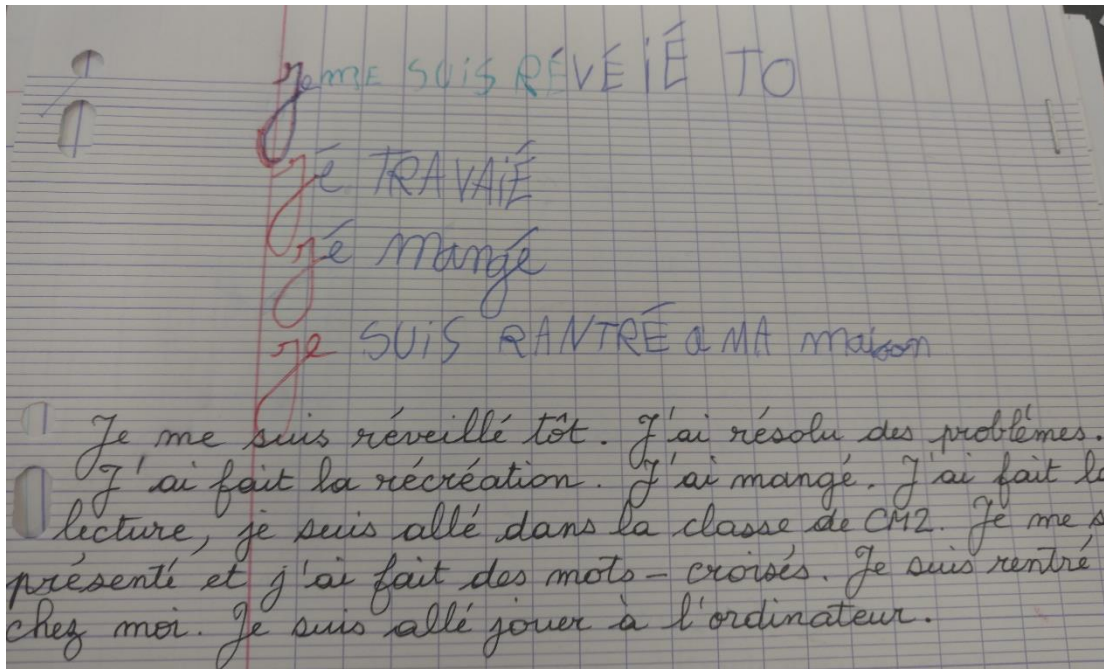 je mE SUiS RÉVÉiÉ TO
jé TRAVAiÉ
jé mangé
je SUiS RANTRÉ a MA maison
Je me suis réveillé tôt. J'ai résolu des problèmes.
J'ai fait la récréation. J'ai mangé. J'ai fait la
lecture, je suis allé dans la classe de CM2. Je me s
présenté et j'ai fait des mots-croisés. Je suis rentré
chez moi. Je suis allé jouer à l'ordinateur.